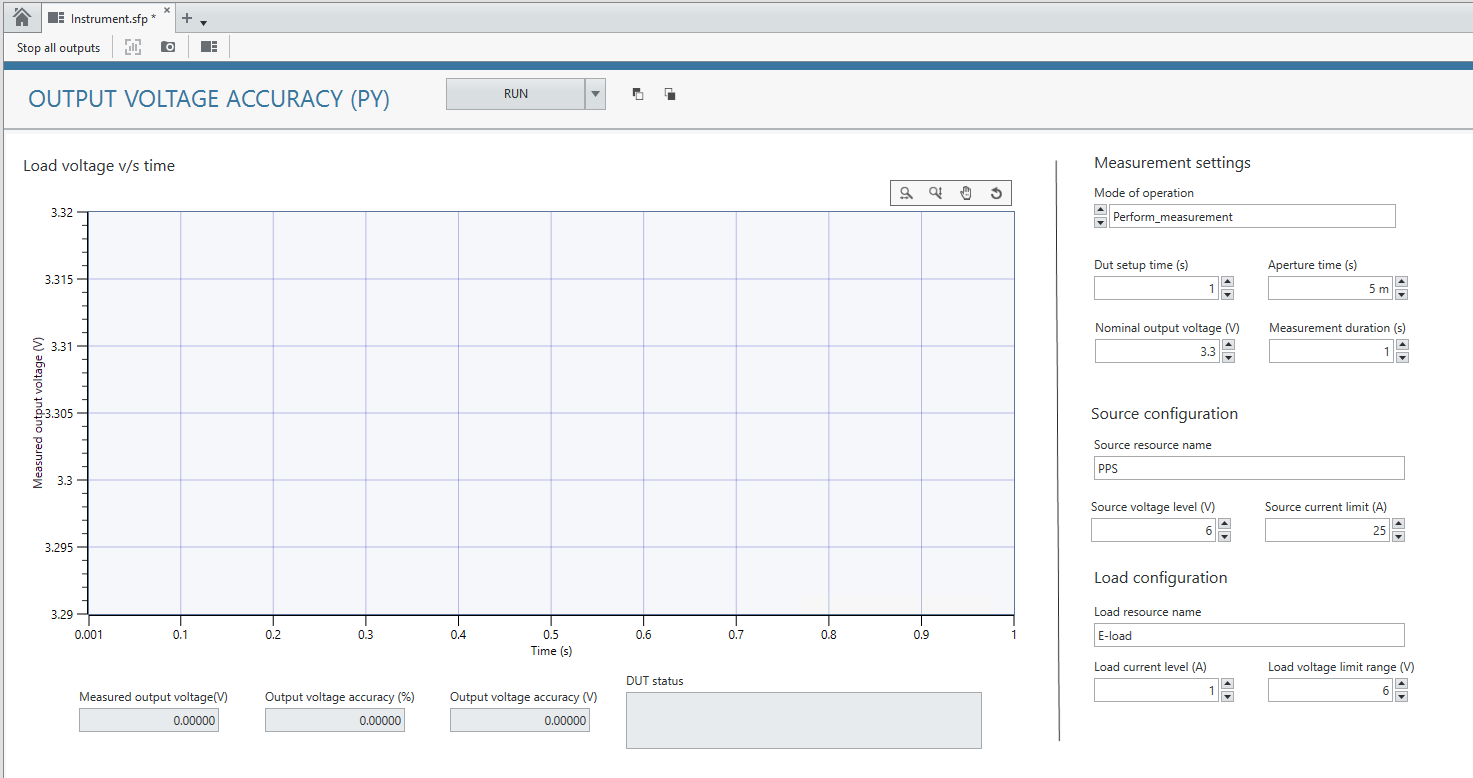 Instrument.sfp *
Stop all outputs
OUTPUT VOLTAGE ACCURACY (PY)
RUN
Load voltage v/s time
3.32
3.315
3.31
3.305
3.3
3.295
3.29
Measured output voltage (V)
0.001 0.1 0.2 0.3 0.4 0.5 0.6 0.7 0.8 0.9 1
Time (s)
Measured output voltage(V) Output voltage accuracy (%) Output voltage accuracy (V)
0.00000 0.00000 0.00000
DUT status
Measurement settings
Mode of operation
Perform_measurement
Dut setup time (s) Aperture time (s)
1 5 m
Nominal output voltage (V) Measurement duration (s)
3.3 1
Source configuration
Source resource name
PPS
Source voltage level (V) Source current limit (A)
6 25
Load configuration
Load resource name
E-load
Load current level (A) Load voltage limit range (V)
1 6